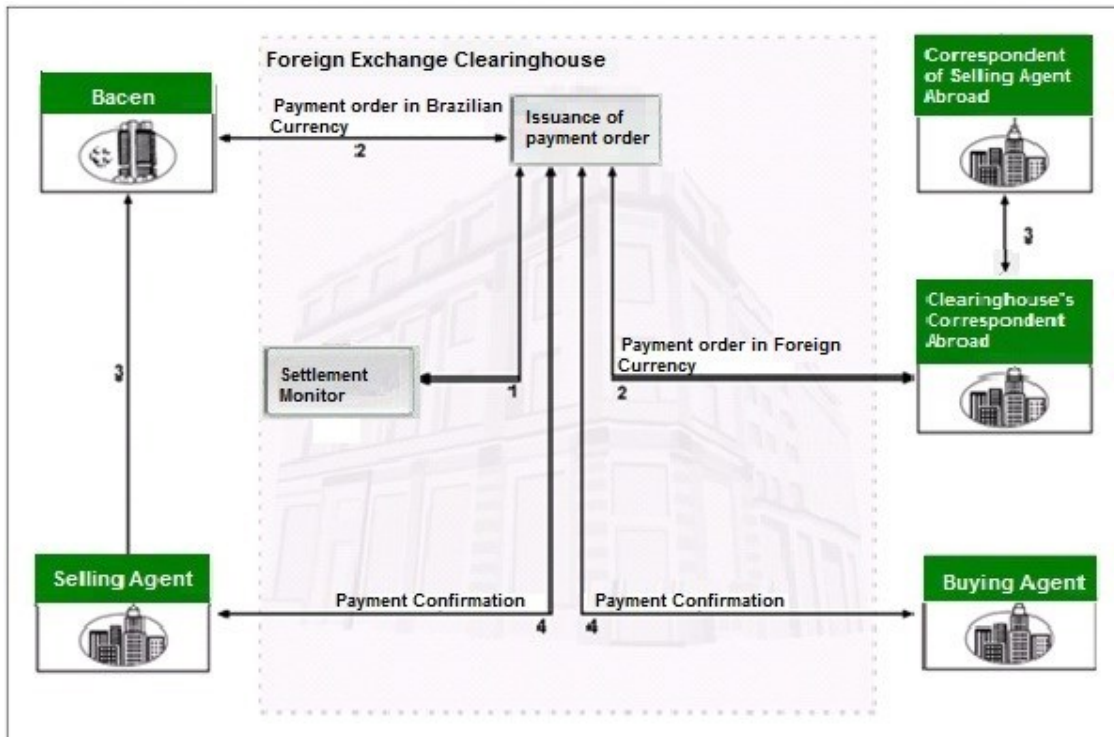 Foreign Exchange Clearinghouse
Bacen
Payment order in Brazilian
Currency
2
Issuance of
payment order
Correspondent
of Selling Agent
Abroad
3
Clearinghouse"s
Correspondent
Abroad
Payment order in Foreign
Currency
2
Settlement
Monitor
1
3
Selling Agent
Payment Confirmation
4
Payment Confirmation
4
Buying Agent